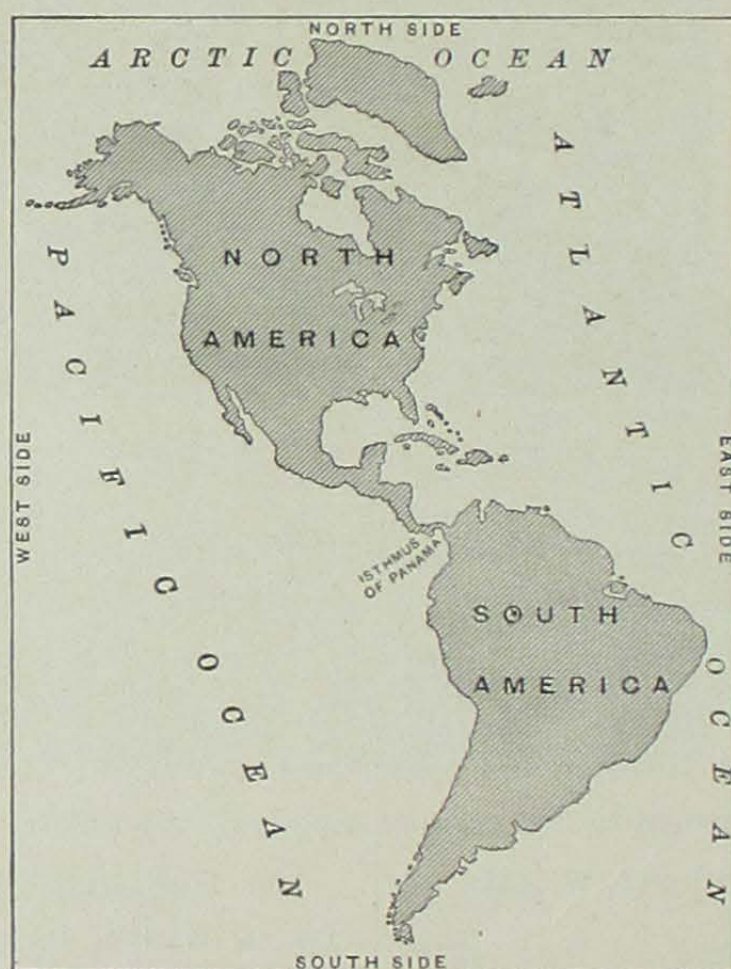 NORTH SIDE
ARCTIC OCEAN
ATLANTIC OCEAN
PACIFIC OCEAN
NORTH
AMERICA
WEST SIDE
EAST SIDE
ISTHMUS
OF PANAMA
SOUTH
AMERICA
SOUTH SIDE